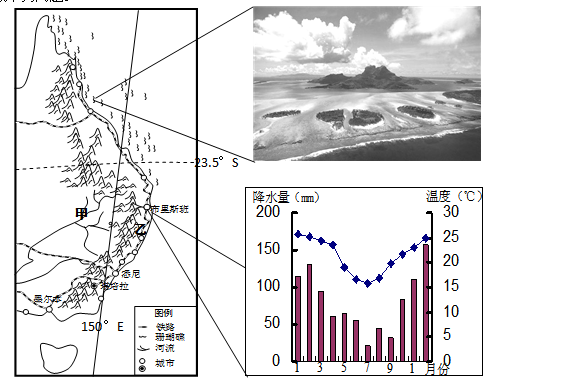 23.5° S
甲
布里斯班
乙
悉尼
墨尔本
培拉
150° E
图例
铁路
珊瑚礁
河流
城市
降水量(㎜)
温度(℃)
200
150
100
50
0
30
25
20
15
10
5
0
1 3 5 7 9 1 月份